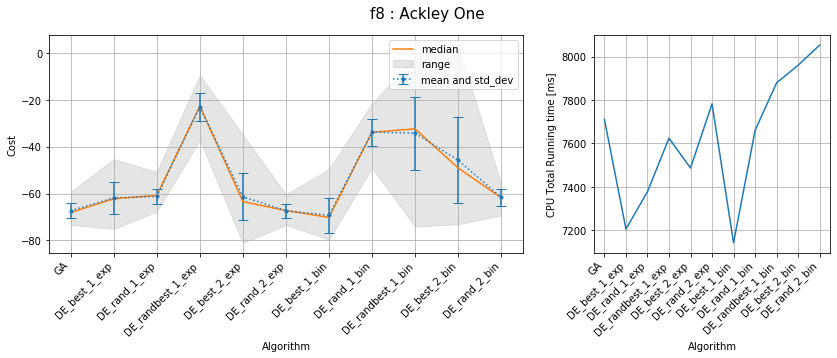 f8 : Ackley One
median
range
mean and std_dev
0
−20
−40
−60
−80
Cost
GA
DE_best_1_exp
DE_rand_1_exp
DE_randbest_1_exp
DE_best_2_exp
DE_rand_2_exp
DE_best_1_bin
DE_rand_1_bin
DE_randbest_1_bin
DE_best_2_bin
DE_rand_2_bin
Algorithm
8000
7800
7600
7400
7200
CPU Total Running time [ms]
GA
DE_best_1_exp
DE_rand_1_exp
DE_randbest_1_exp
DE_best_2_exp
DE_rand_2_exp
DE_best_1_bin
DE_rand_1_bin
DE_randbest_1_bin
DE_best_2_bin
DE_rand_2_bin
Algorithm